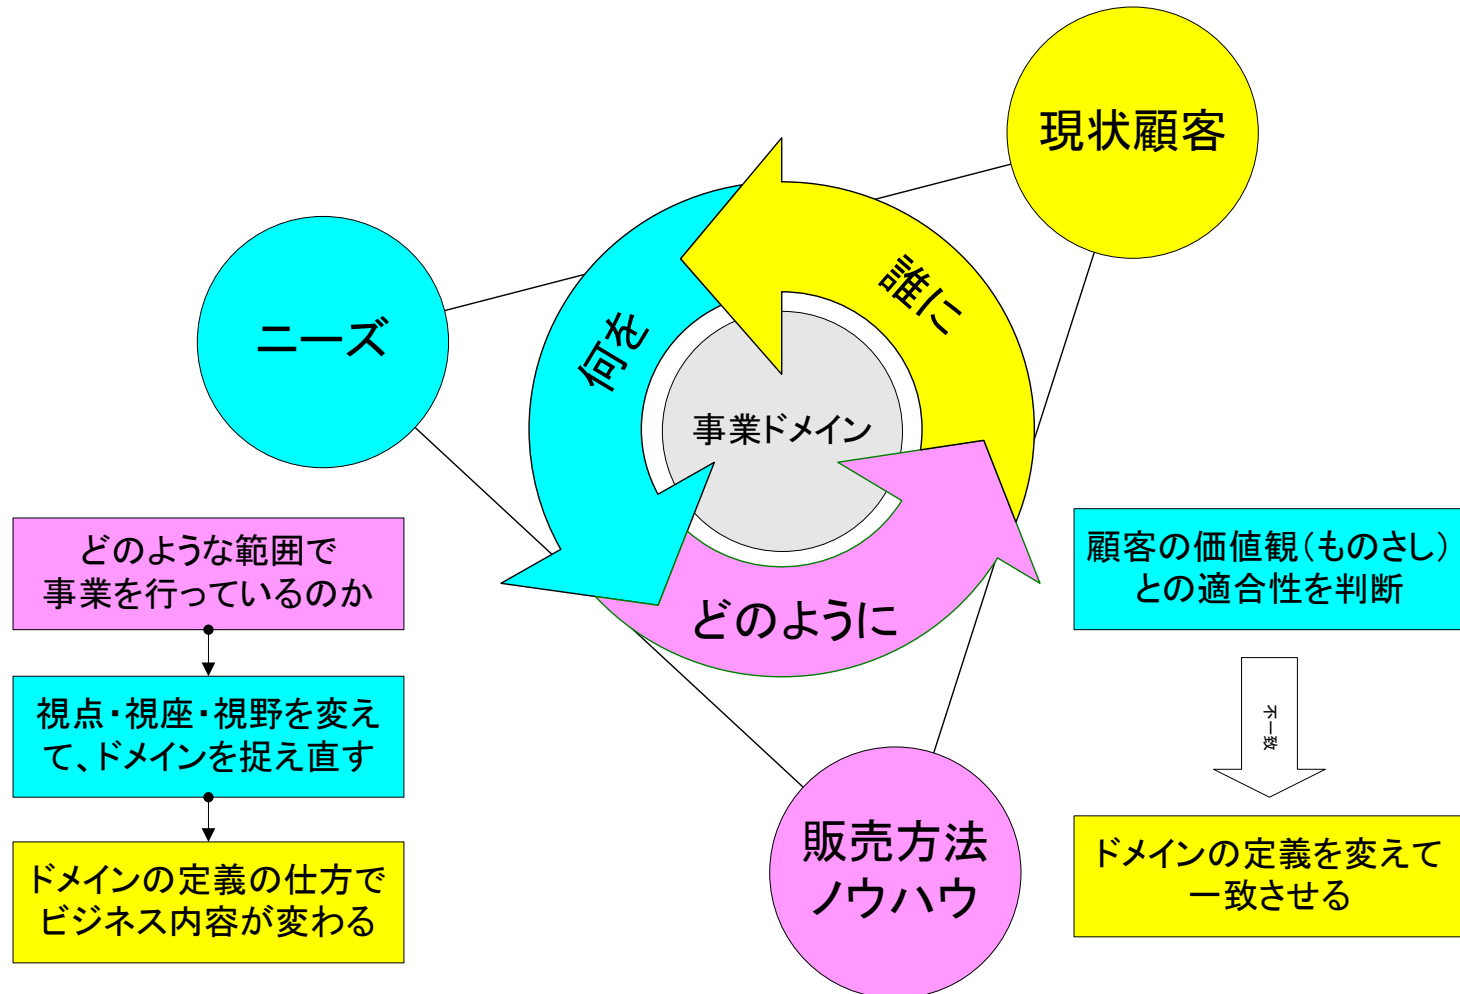 現状顧客
誰に
ニーズ
何を
事業ドメイン
どのように
販売方法
ノウハウ
どのような範囲で
事業を行っているのか
視点・視座・視野を変え
て、ドメインを捉え直す
ドメインの定義の仕方で
ビジネス内容が変わる
顧客の価値観(ものさし)
との適合性を判断
不一致
ドメインの定義を変えて
一致させる